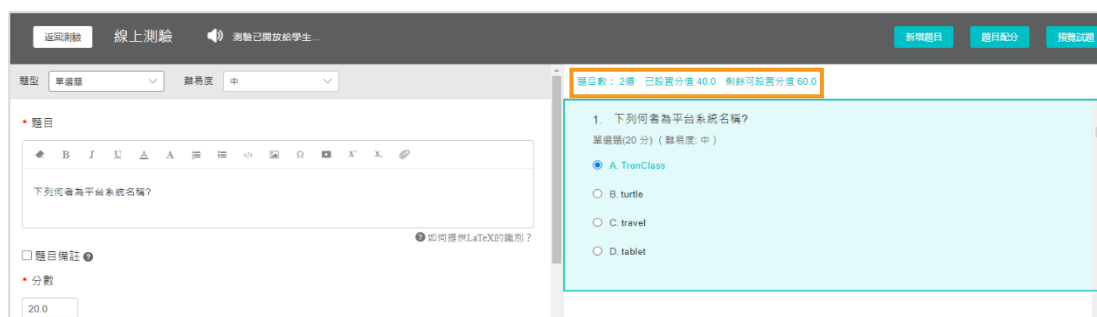 返回測驗 線上測驗 測驗已開放給學生... 新增題目 題目配分 預覽試題
題型 單選題 難易度 中
* 題目
B I U A A </> Ω X² X₂
下列何者為平台系統名稱?
如何提供LaTeX的識別？
題目備註
* 分數
20.0
題目數： 2道 已設置分值 40.0 剩餘可設置分值 60.0
1. 下列何者為平台系統名稱?
單選題(20 分)（ 難易度: 中 ）
A. TronClass
B. turtle
C. travel
D. tablet